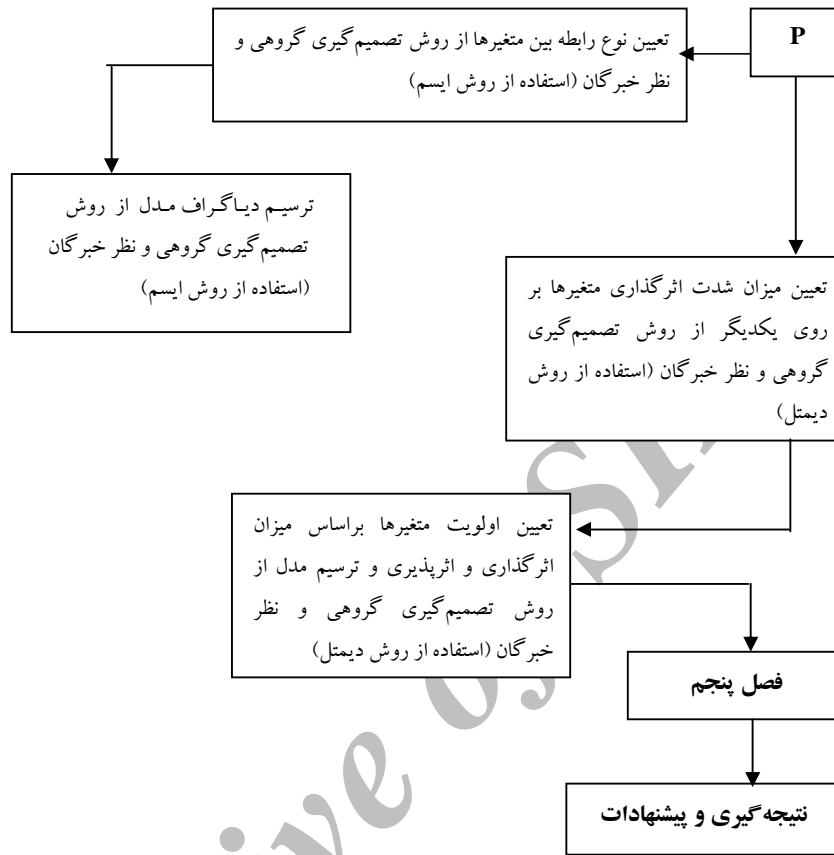 P
تعیین نوع رابطه بین متغیرها از روش تصمیم‌گیری گروهی و
نظر خبرگان (استفاده از روش ایسم)
ترسیم دیاگراف مدل از روش
تصمیم‌گیری گروهی و نظر خبرگان
(استفاده از روش ایسم)
تعیین میزان شدت اثرگذاری متغیرها بر
روی یکدیگر از روش تصمیم‌گیری
گروهی و نظر خبرگان (استفاده از روش
دیمتل)
تعیین اولویت متغیرها براساس میزان
اثرگذاری و اثرپذیری و ترسیم مدل از
روش تصمیم‌گیری گروهی و نظر
خبرگان (استفاده از روش دیمتل)
فصل پنجم
نتیجه‌گیری و پیشنهادات
ive of SI